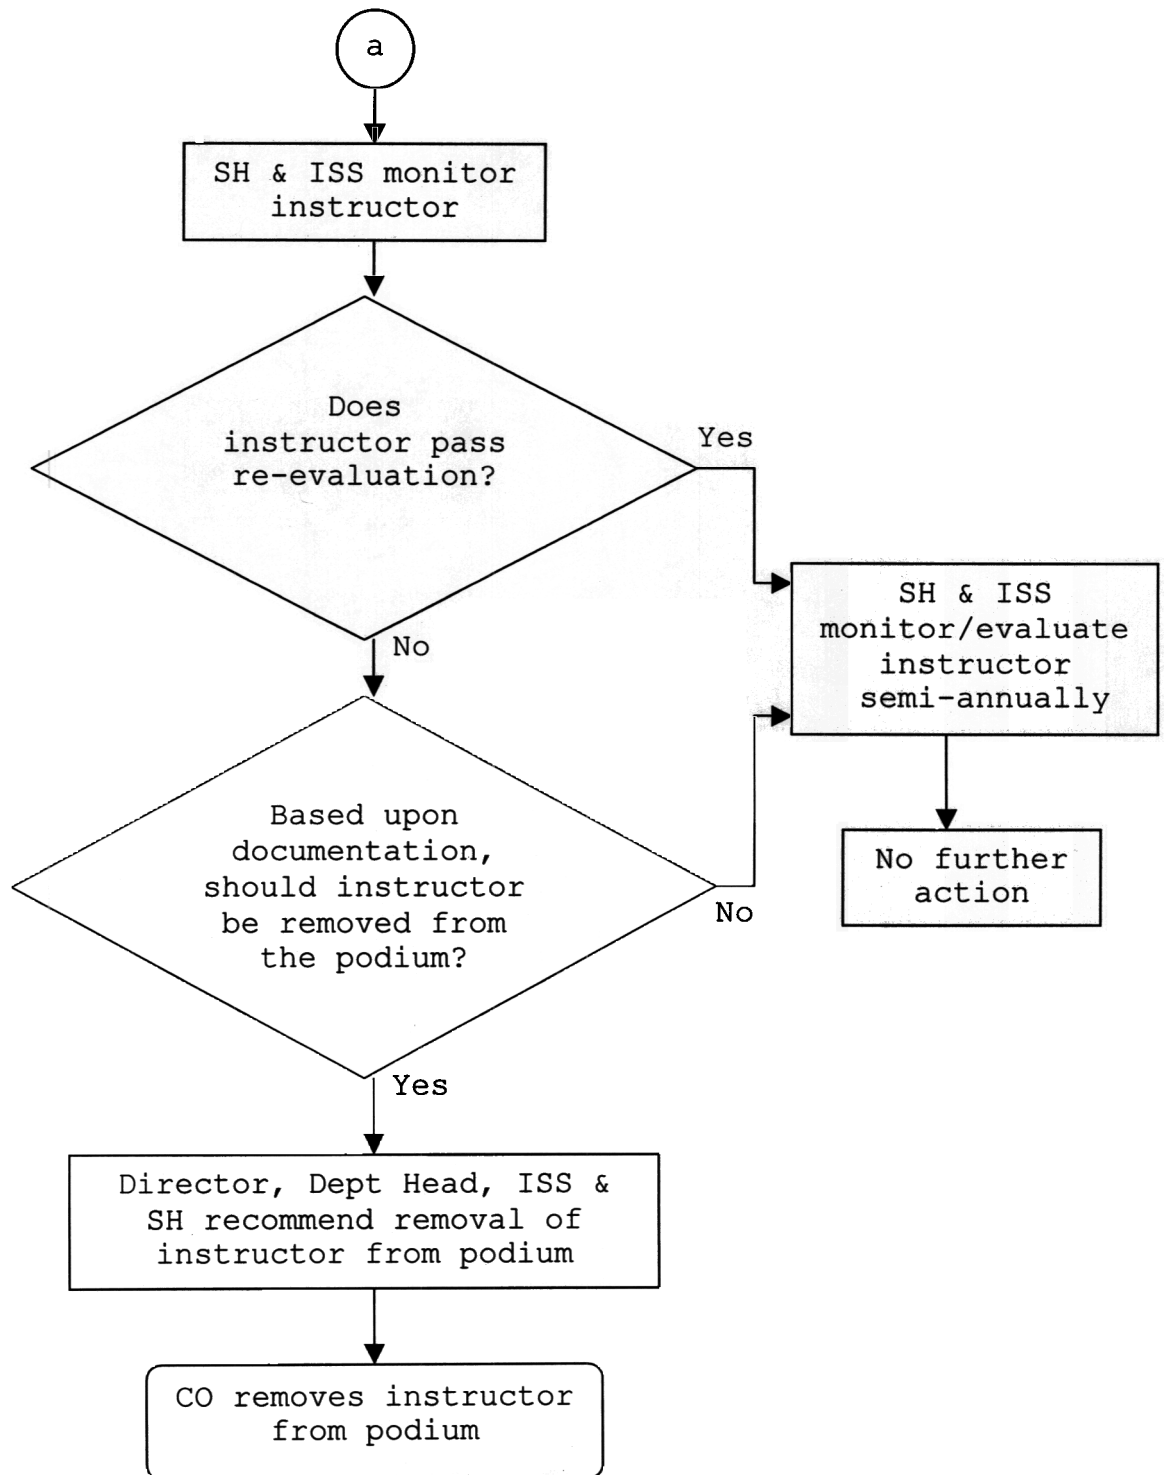 a
SH & ISS monitor
instructor
Does
instructor pass
re-evaluation?
Yes
No
SH & ISS
monitor/evaluate
instructor
semi-annually
No further
action
Based upon
documentation,
should instructor
be removed from
the podium?
No
Yes
Director, Dept Head, ISS &
SH recommend removal of
instructor from podium
CO removes instructor
from podium